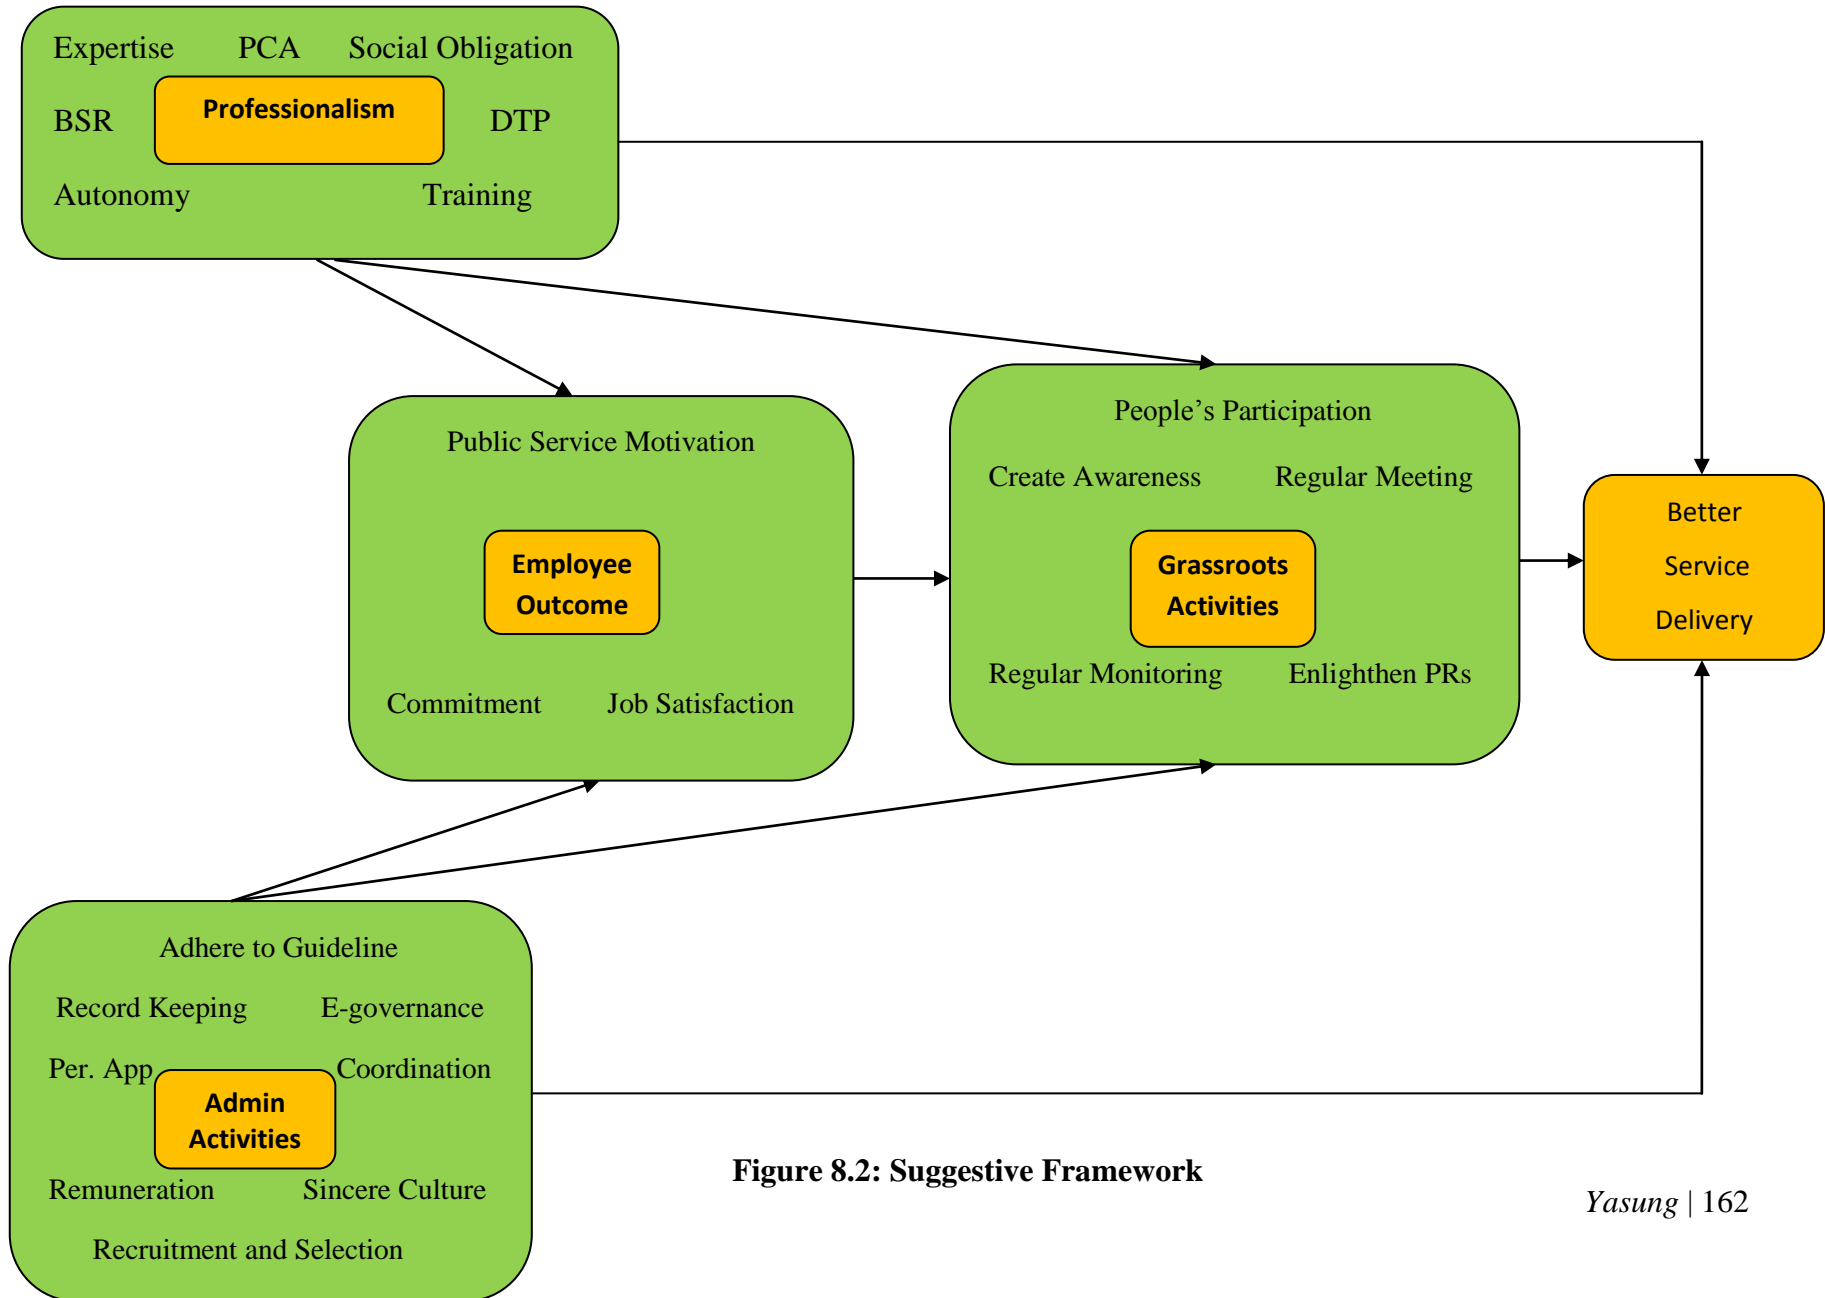 Expertise PCA Social Obligation
Professionalism
BSR DTP
Autonomy Training
Public Service Motivation
Employee
Outcome
Commitment Job Satisfaction
People’s Participation
Create Awareness Regular Meeting
Grassroots
Activities
Regular Monitoring Enlighthen PRs
Better
Service
Delivery
Adhere to Guideline
Record Keeping E-governance
Per. App Coordination
Admin
Activities
Remuneration Sincere Culture
Recruitment and Selection
Figure 8.2: Suggestive Framework
Yasung | 162